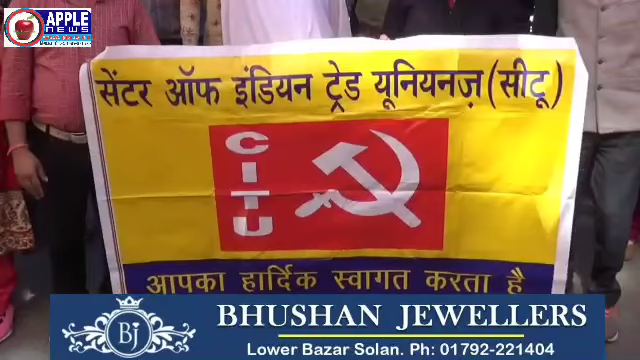 APPLE
NEWS
सेंटर ऑफ इंडियन ट्रेड यूनियनज़ (सीटू)
CITU
आपका हार्दिक स्वागत करता है
BJ
BHUSHAN JEWELLERS
Lower Bazar Solan. Ph: 01792-221404